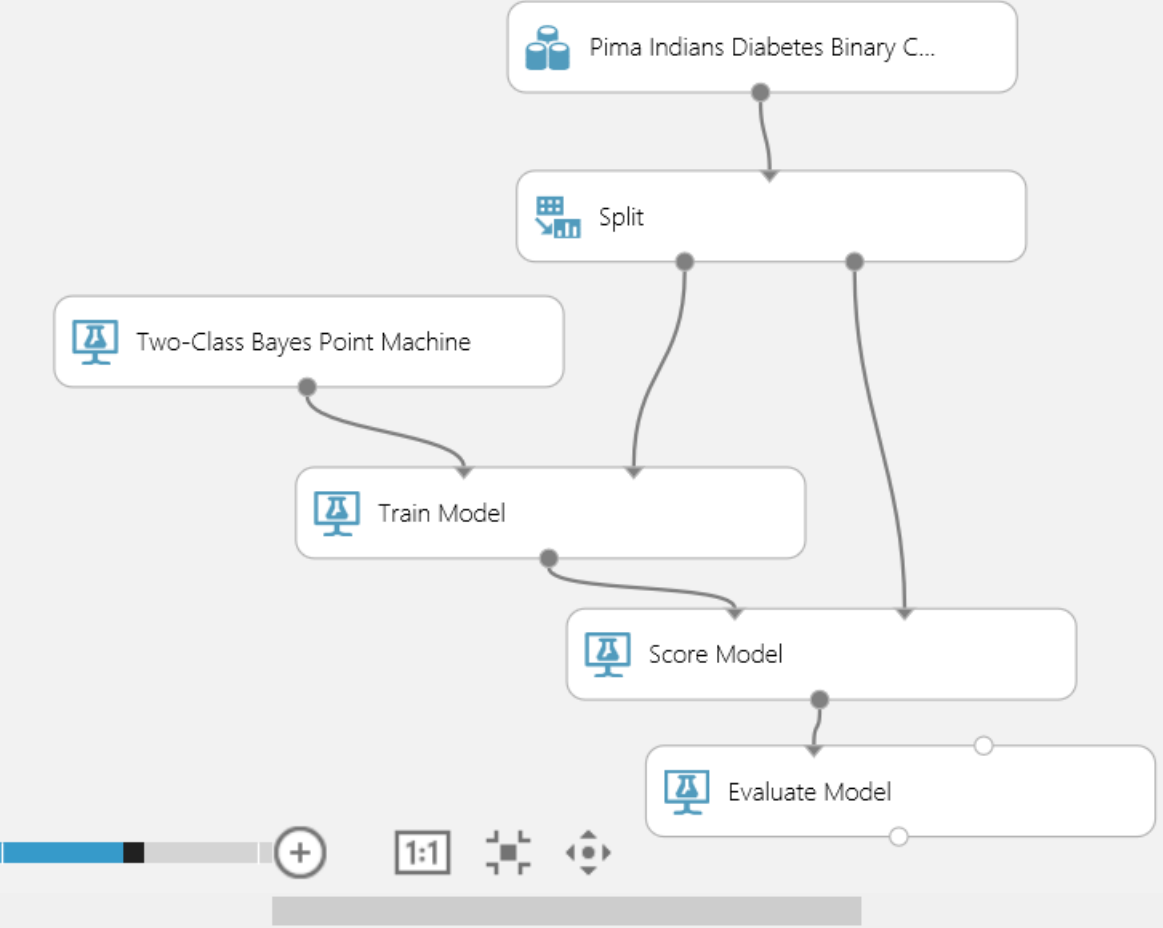 Pima Indians Diabetes Binary C...
Split
Two-Class Bayes Point Machine
Train Model
Score Model
Evaluate Model
1:1